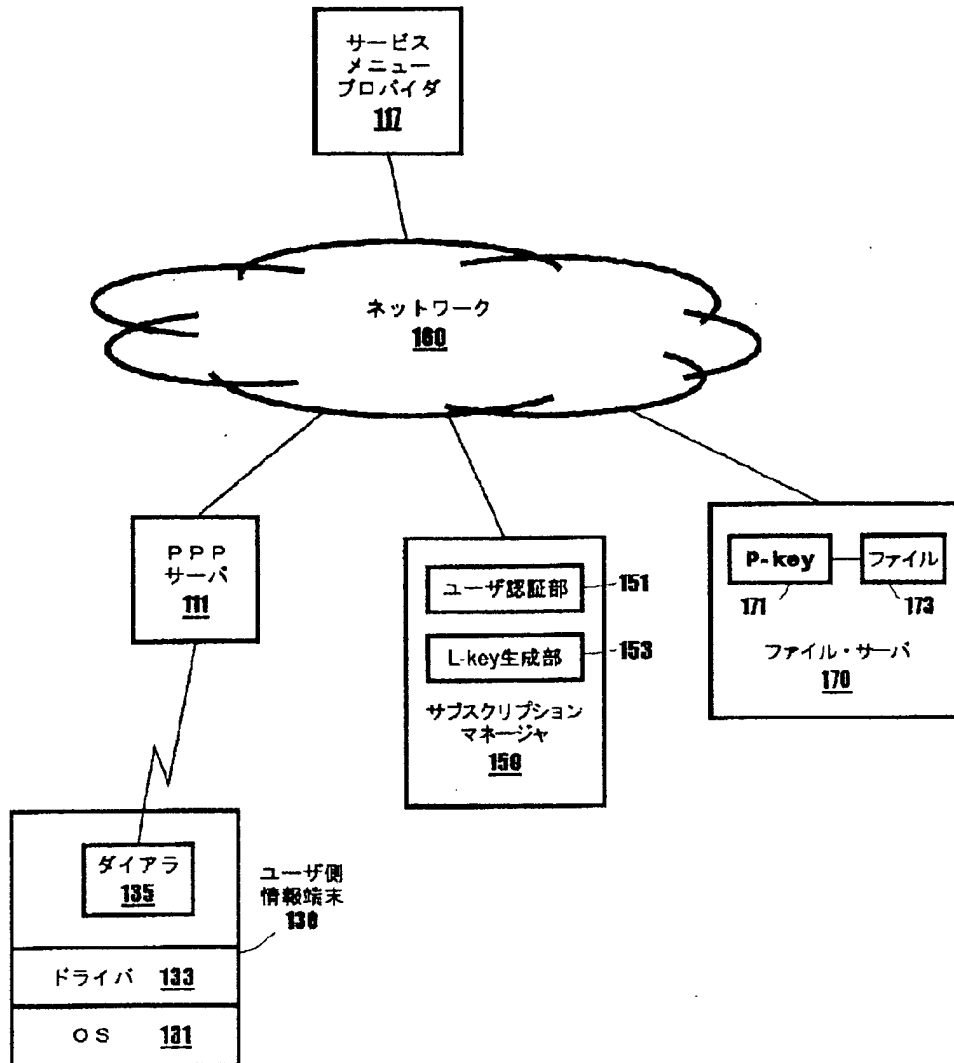 サービス
メニュー
プロバイダ
117
ネットワーク
160
PPP
サーバ
111
ユーザ認証部
151
L-key生成部
153
サブスクリプション
マネージャ
150
P-key
ファイル
171
173
ファイル・サーバ
170
ダイアラ
135
ユーザ側
情報端末
130
ドライバ 133
OS 131